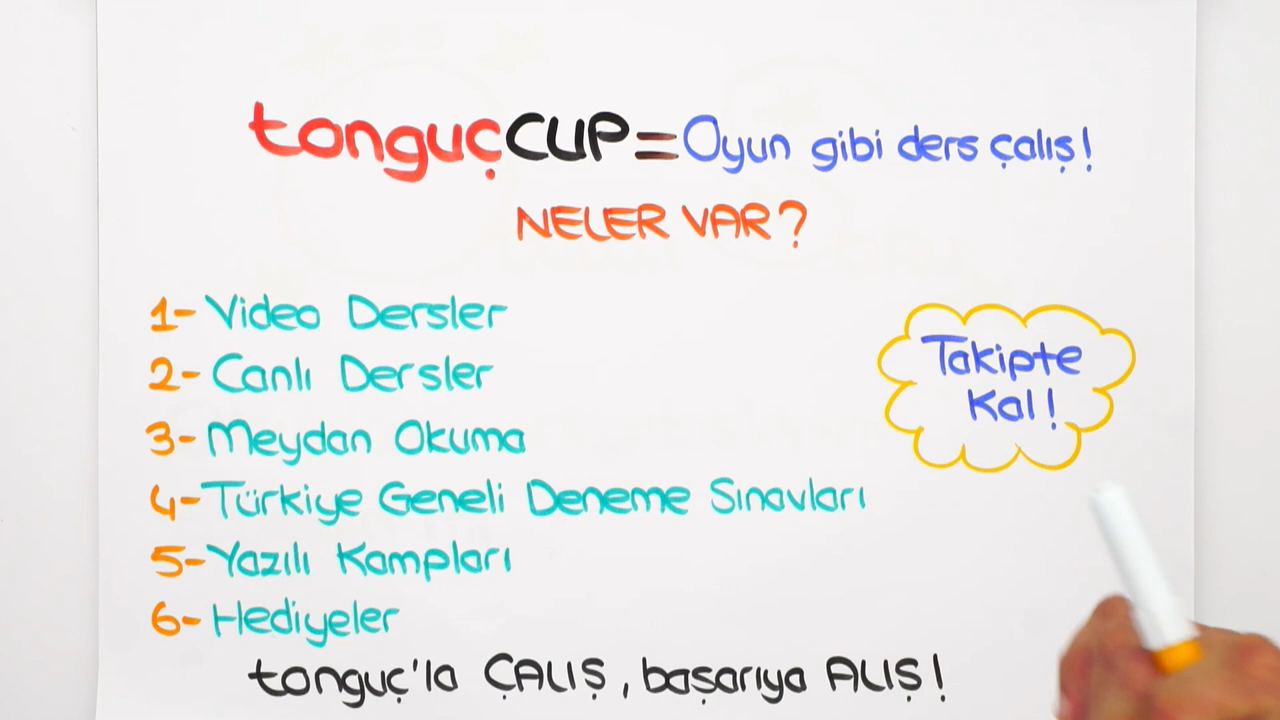 tonguçCUP=Oyun gibi ders çalış!
NELER VAR?
1- Video Dersler
2- Canlı Dersler
3- Meydan Okuma
4- Türkiye Geneli Deneme Sınavları
5- Yazılı Kampları
6- Hediyeler
Takipte
Kal!
tonguç'la ÇALIŞ, başarıya ALIŞ!